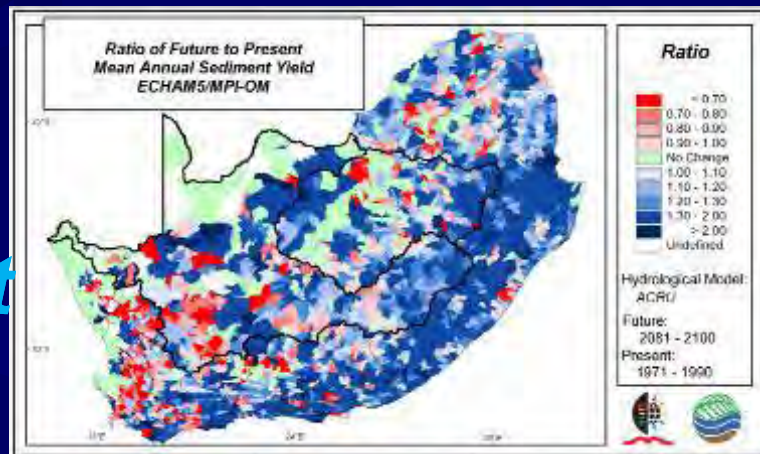 Ratio of Future to Present
Mean Annual Sediment Yield
ECHAM5/MPI-OM
Ratio
< 0.70
0.70 - 0.80
0.80 - 0.90
0.90 - 1.00
No Change
1.00 - 1.10
1.10 - 1.20
1.20 - 1.30
1.30 - 2.00
> 2.00
Undefined
Hydrological Model:
ACRU
Future:
2081 - 2100
Present:
1971 - 1990